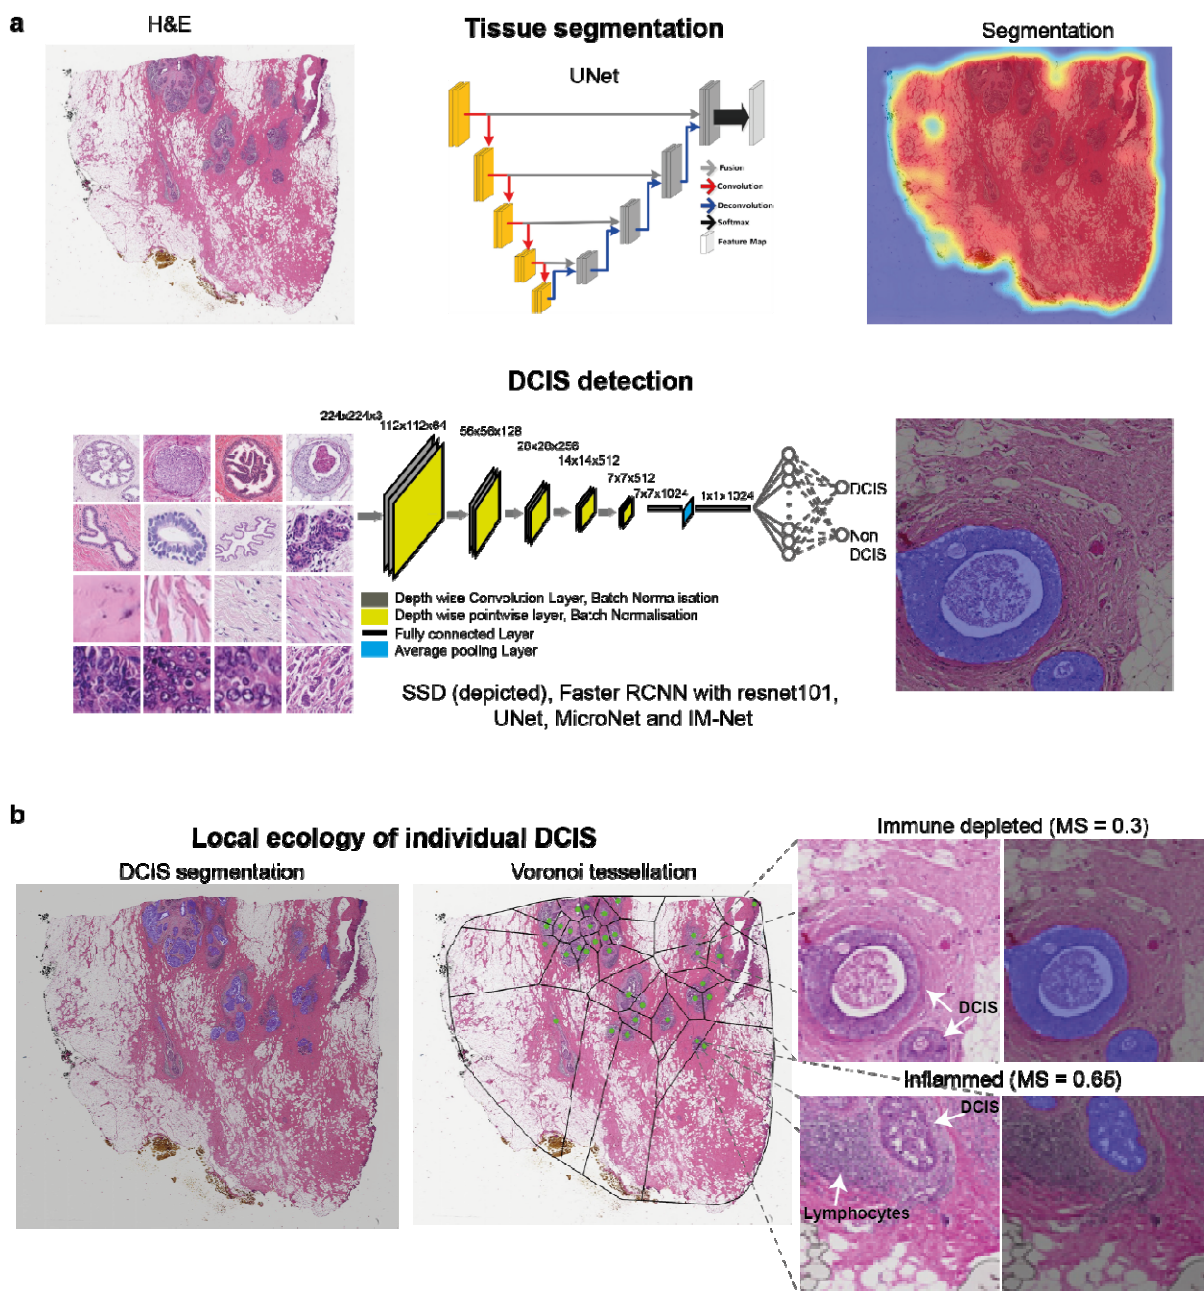 a
H&E
Tissue segmentation
Segmentation
UNet
Fusion
Convolution
Deconvolution
Softmax
Feature Map
DCIS detection
224x224x3
112x112x64
56x56x128
28x28x256
14x14x512
7x7x512
7x7x1024
1x1x1024
DCIS
Non
DCIS
Depth wise Convolution Layer, Batch Normalisation
Depth wise pointwise layer, Batch Normalisation
Fully connected Layer
Average pooling Layer
SSD (depicted), Faster RCNN with resnet101,
UNet, MicroNet and IM-Net
b
Local ecology of individual DCIS
DCIS segmentation
Voronoi tessellation
Immune depleted (MS = 0.3)
DCIS
Inflammed (MS = 0.65)
DCIS
Lymphocytes